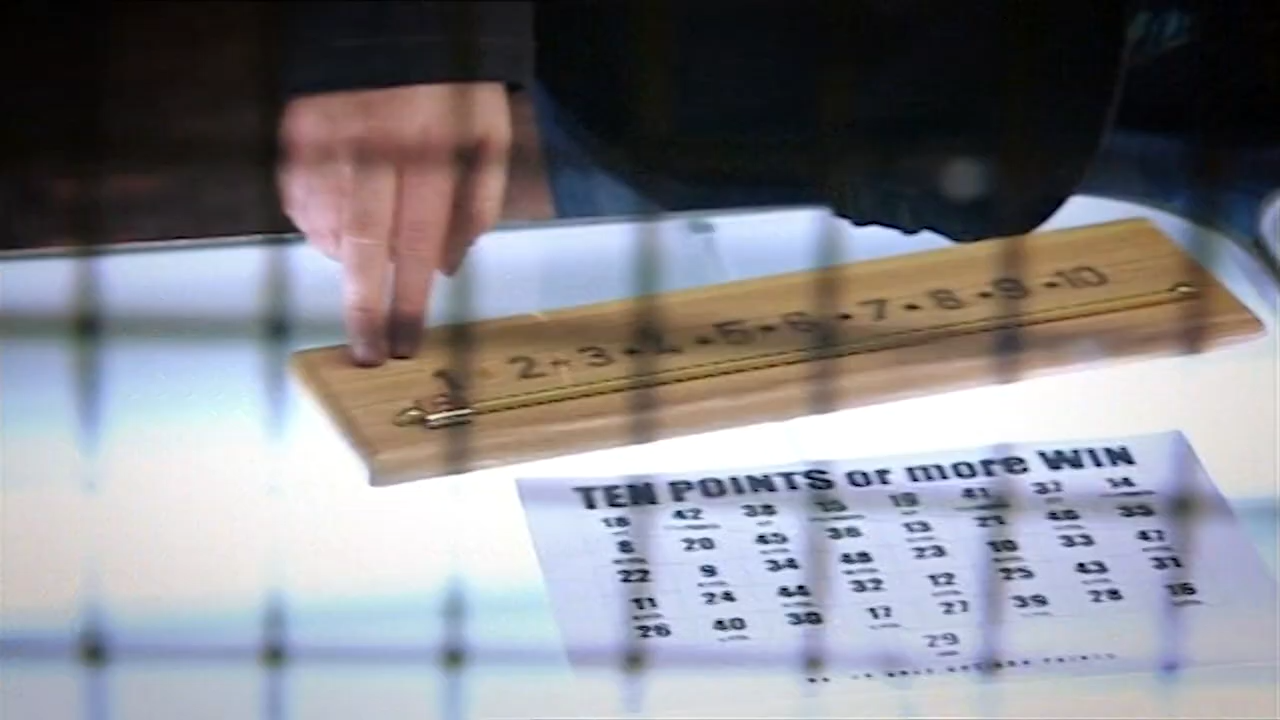 1 2 3 4 5 6 7 8 9 10
TEN POINTS or more WIN
18 42 38 15 19 41 37 14
8 20 45 36 13 21 40 35
22 9 34 48 23 10 33 47
11 24 44 32 12 25 43 31
26 40 30 17 27 39 28 16
29